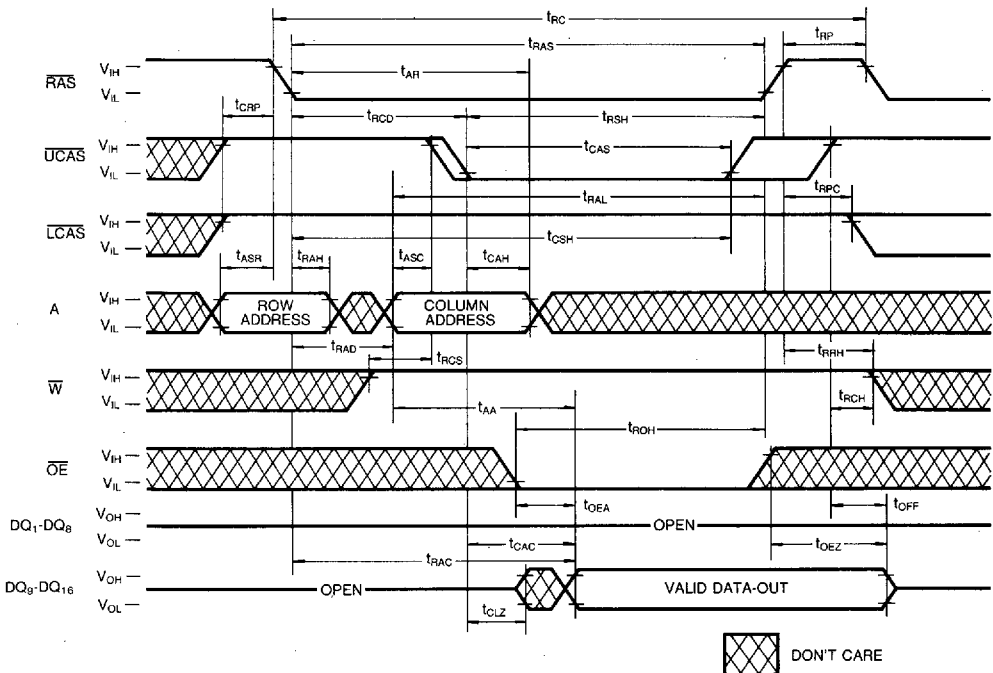 tRC
tRAS
tRP
tAR
RAS
VIH
VIL
tCRP
tRCD
tRSH
UCAS
VIH
VIL
tCAS
tRAL
tRPC
LCAS
VIH
VIL
tCSH
tASR
tRAH
tASC
tCAH
A
VIH
VIL
ROW
ADDRESS
COLUMN
ADDRESS
tRAD
tRCS
tRRH
W
VIH
VIL
tAA
tRCH
tROH
OE
VIH
VIL
tOEA
tOFF
DQ1-DQ8
VOH
VOL
OPEN
tCAC
tOEZ
tRAC
DQ9-DQ16
VOH
VOL
OPEN
VALID DATA-OUT
tCLZ
DON'T CARE